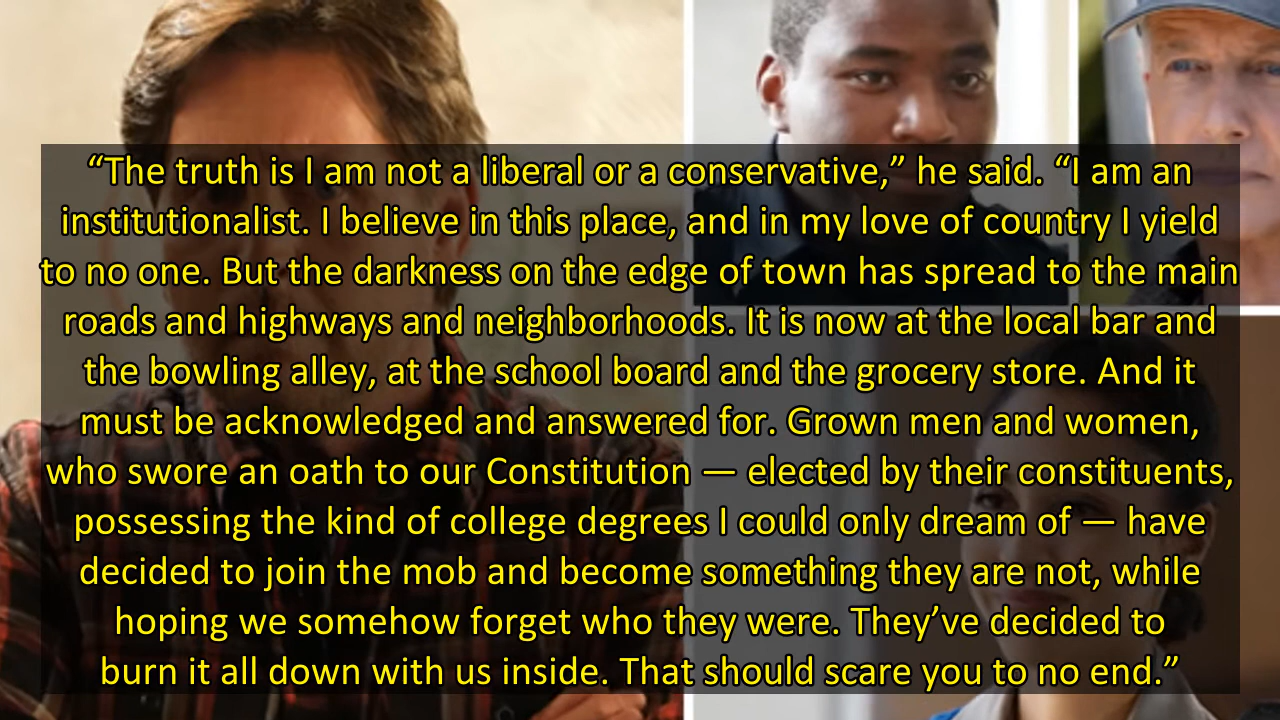 “The truth is I am not a liberal or a conservative,” he said. “I am an
institutionalist. I believe in this place, and in my love of country I yield
to no one. But the darkness on the edge of town has spread to the main
roads and highways and neighborhoods. It is now at the local bar and
the bowling alley, at the school board and the grocery store. And it
must be acknowledged and answered for. Grown men and women,
who swore an oath to our Constitution — elected by their constituents,
possessing the kind of college degrees I could only dream of — have
decided to join the mob and become something they are not, while
hoping we somehow forget who they were. They’ve decided to
burn it all down with us inside. That should scare you to no end.”